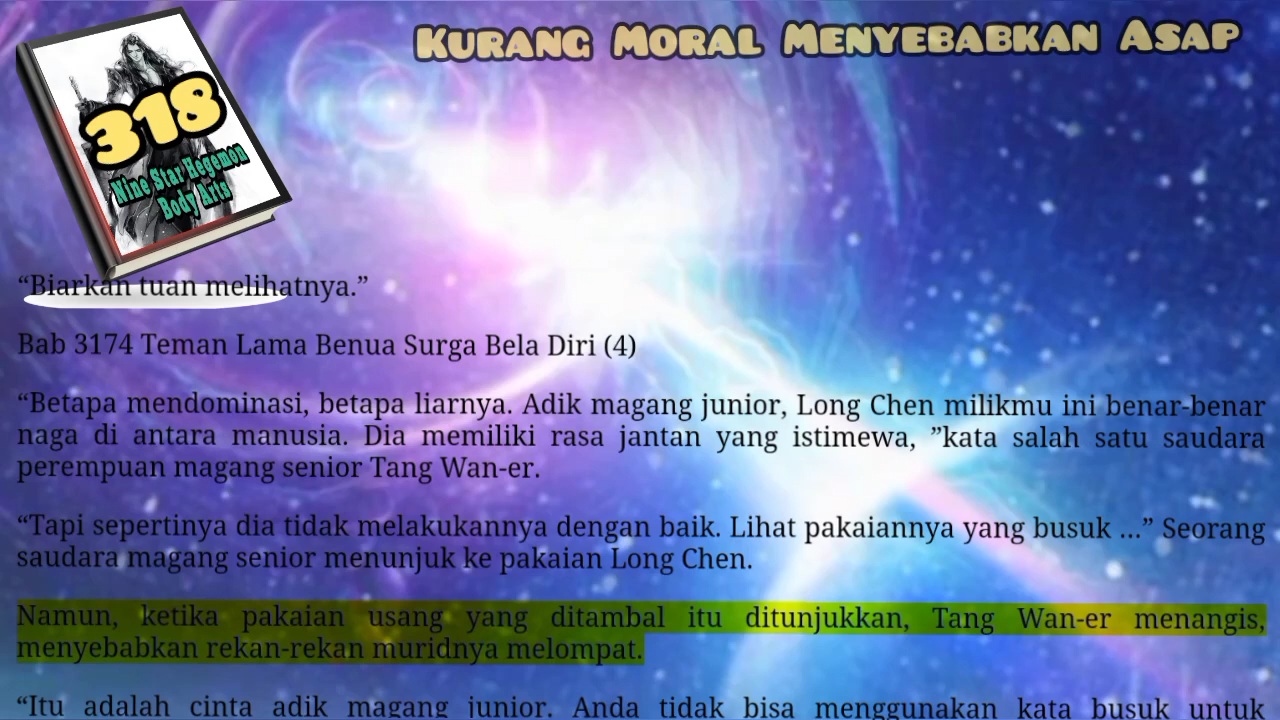 KURANG MORAL MENYEBABKAN ASAP
318
Nine Star Hegemon
Body Arts
“Biarkan tuan melihatnya.”
Bab 3174 Teman Lama Benua Surga Bela Diri (4)
“Betapa mendominasi, betapa liarnya. Adik magang junior, Long Chen milikmu ini benar-benar
naga di antara manusia. Dia memiliki rasa jantan yang istimewa, ”kata salah satu saudara
perempuan magang senior Tang Wan-er.
“Tapi sepertinya dia tidak melakukannya dengan baik. Lihat pakaiannya yang busuk ...” Seorang
saudara magang senior menunjuk ke pakaian Long Chen.
Namun, ketika pakaian usang yang ditambal itu ditunjukkan, Tang Wan-er menangis,
menyebabkan rekan-rekan muridnya melompat.
“Itu adalah cinta adik magang junior. Anda tidak bisa menggunakan kata busuk untuk